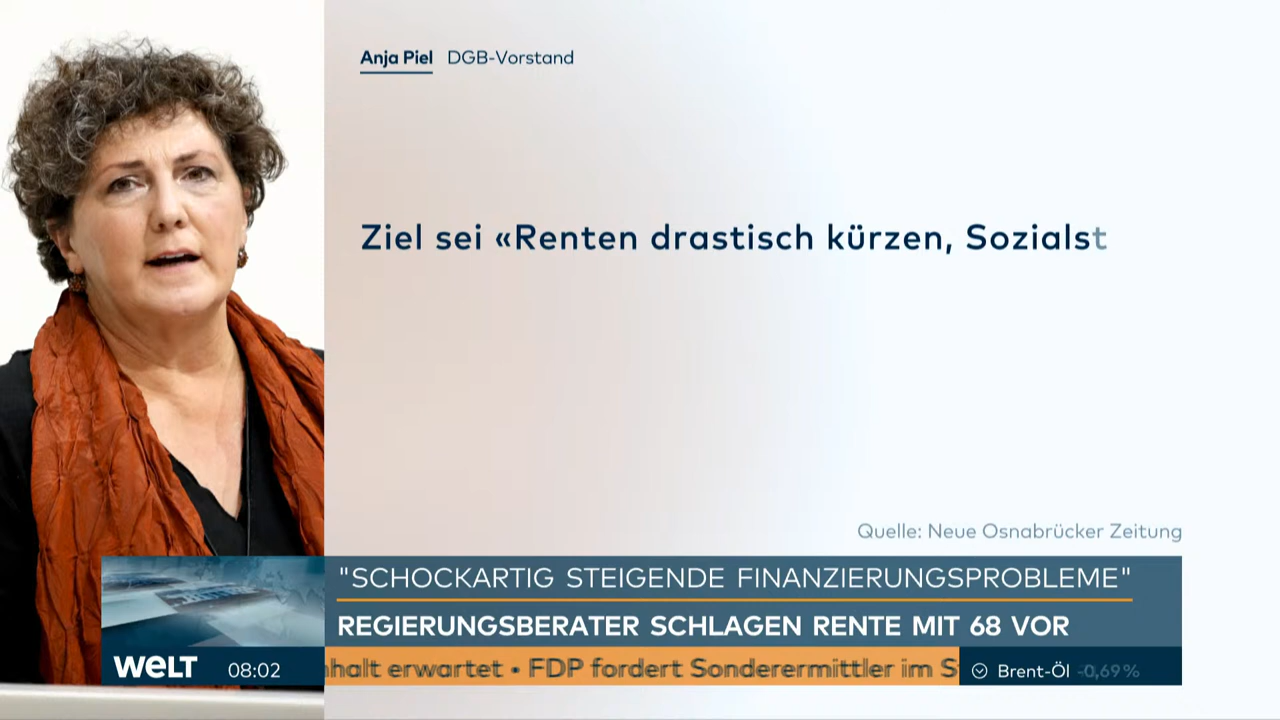 Anja Piel DGB-Vorstand
Ziel sei «Renten drastisch kürzen, Sozialst
Quelle: Neue Osnabrücker Zeitung
"SCHOCKARTIG STEIGENDE FINANZIERUNGSPROBLEME"
REGIERUNGSBERATER SCHLAGEN RENTE MIT 68 VOR
welt 08:02 nhalt erwartet • FDP fordert Sonderermittler im S Brent-Öl -0,69%